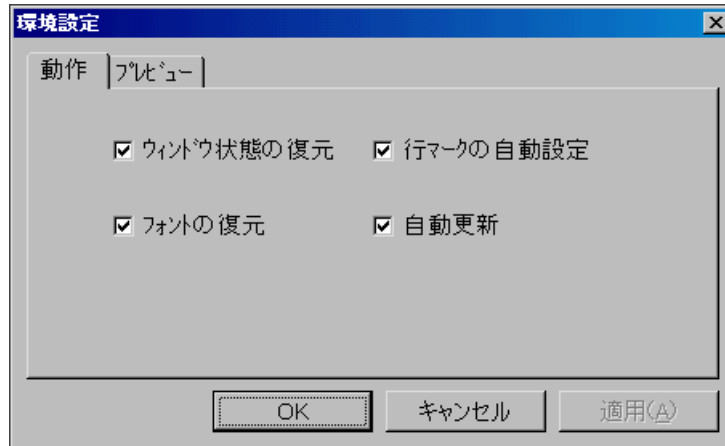 環境設定
動作 ﾌﾟﾚﾋﾞｭｰ
ｳｨﾝﾄﾞｳ状態の復元 行ﾏｰｸの自動設定
ﾌｫﾝﾄの復元 自動更新
OK キャンセル 適用(A)